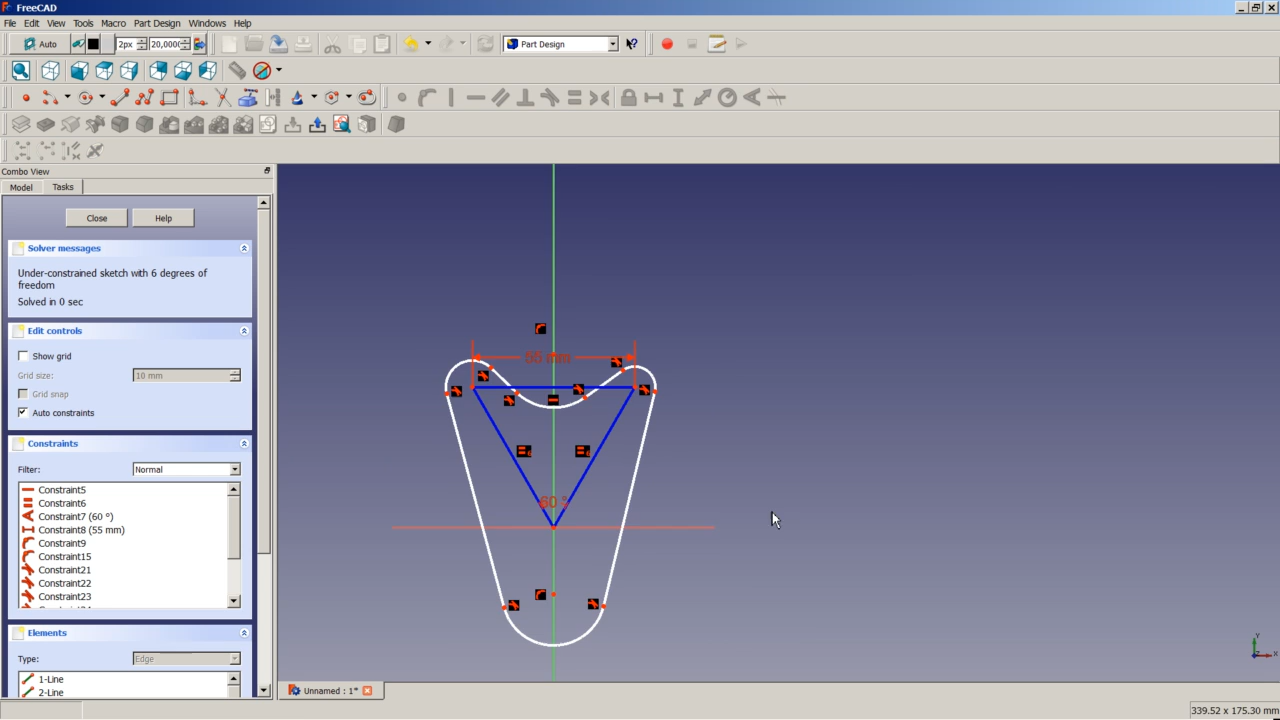 FreeCAD
File Edit View Tools Macro Part Design Windows Help
Auto 2px 20,000 Part Design
Combo View
Model Tasks
Close Help
Solver messages
Under-constrained sketch with 6 degrees of
freedom
Solved in 0 sec
Edit controls
Show grid
Grid size: 10 mm
Grid snap
Auto constraints
Constraints
Filter: Normal
Constraint5
Constraint6
Constraint7 (60 °)
Constraint8 (55 mm)
Constraint9
Constraint15
Constraint21
Constraint22
Constraint23
Elements
Type: Edge
1-Line
2-Line
55 mm
60 °
Y
Z X
Unnamed : 1*
339.52 x 175.30 mm